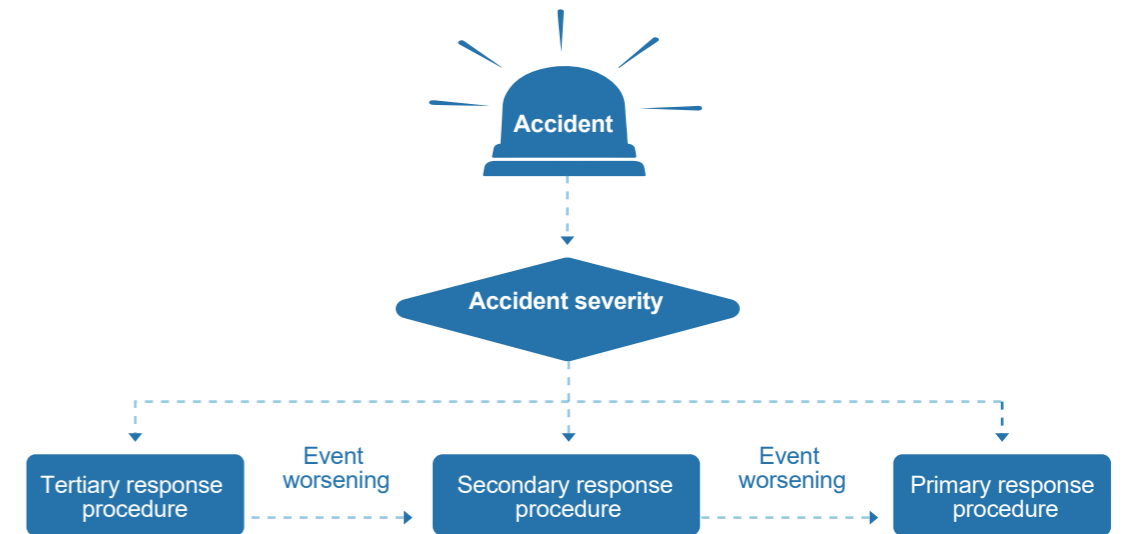 Accident
Accident severity
Tertiary response
procedure
Event
worsening
Secondary response
procedure
Event
worsening
Primary response
procedure